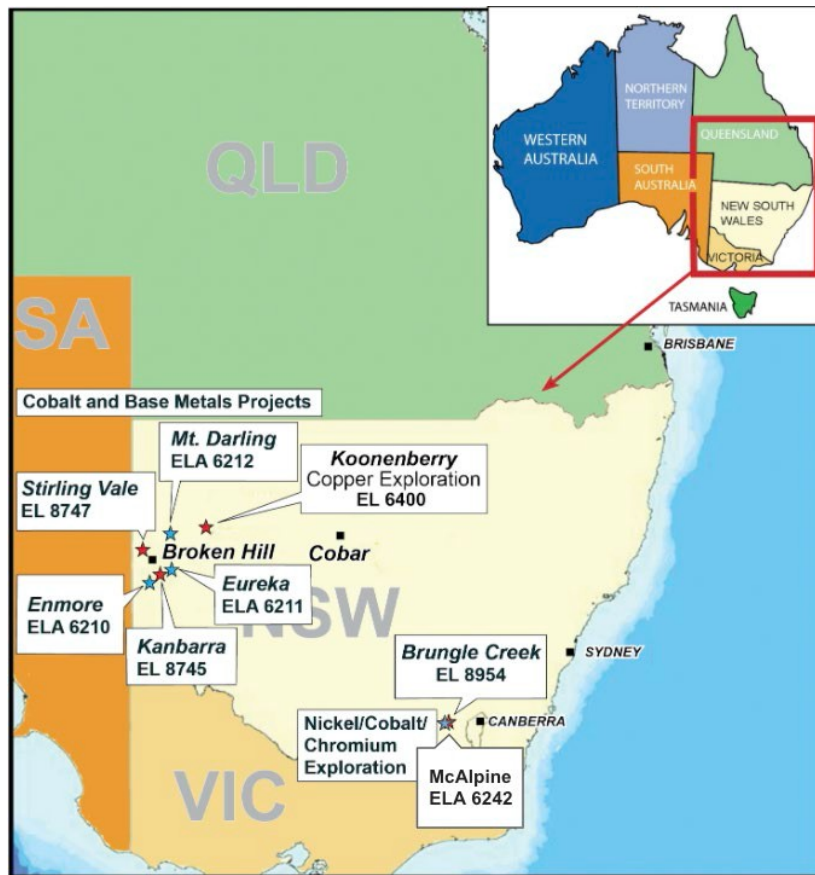 NORTHERN
TERRITORY
QUEENSLAND
WESTERN
AUSTRALIA
SOUTH
AUSTRALIA
NEW SOUTH
WALES
VICTORIA
TASMANIA
QLD
SA
BRISBANE
Cobalt and Base Metals Projects
Mt. Darling
ELA 6212
Koonenberry
Copper Exploration
EL 6400
Stirling Vale
EL 8747
Broken Hill
Cobar
Enmore
ELA 6210
Eureka
ELA 6211
NSW
Kanbarra
EL 8745
Brungle Creek
EL 8954
SYDNEY
Nickel/Cobalt/
Chromium
Exploration
CANBERRA
McAlpine
ELA 6242
VIC